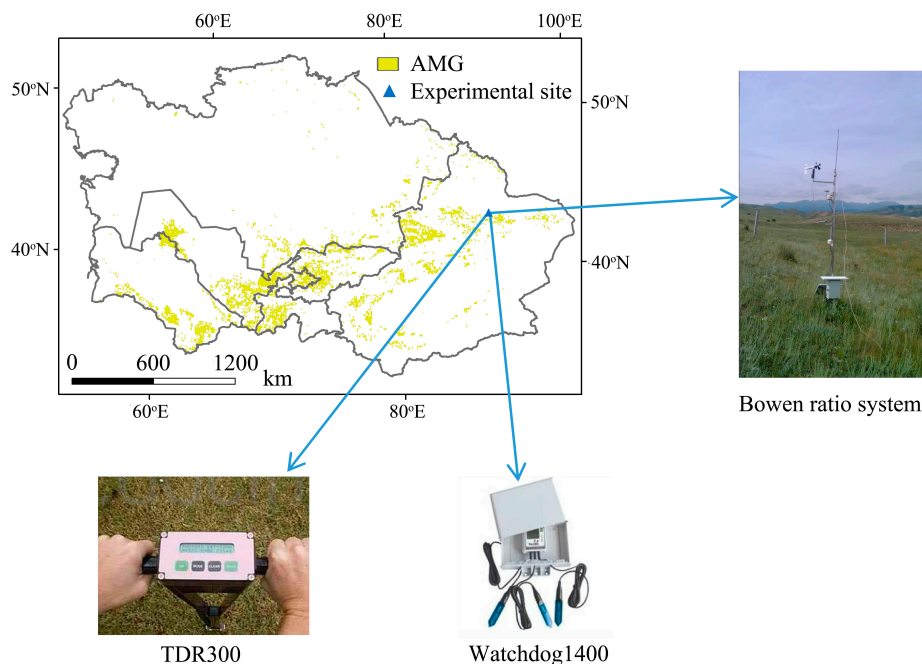 60°E
80°E
100°E
AMG
Experimental site
50°N
50°N
40°N
40°N
0
600
1200
km
60°E
80°E
Bowen ratio system
TDR300
Watchdog1400